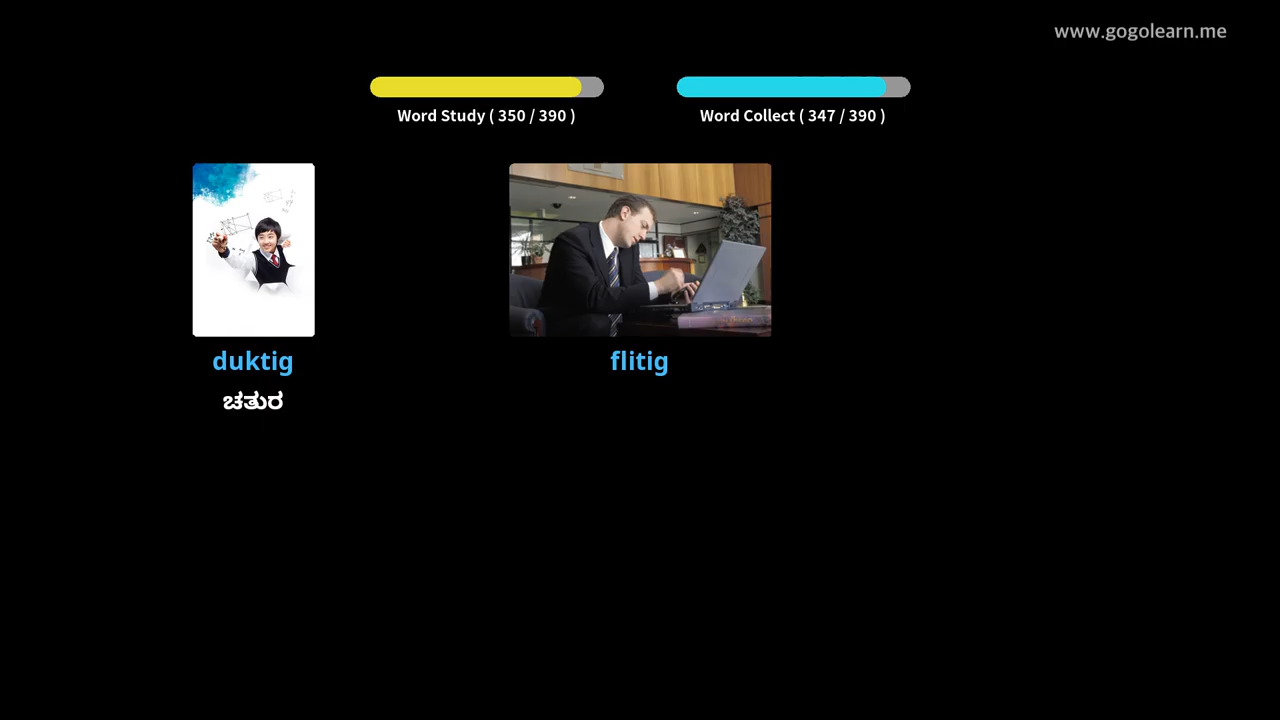 www.gogolearn.me
Word Study ( 350 / 390 )
Word Collect ( 347 / 390 )
duktig
flitig
ಚತುರ